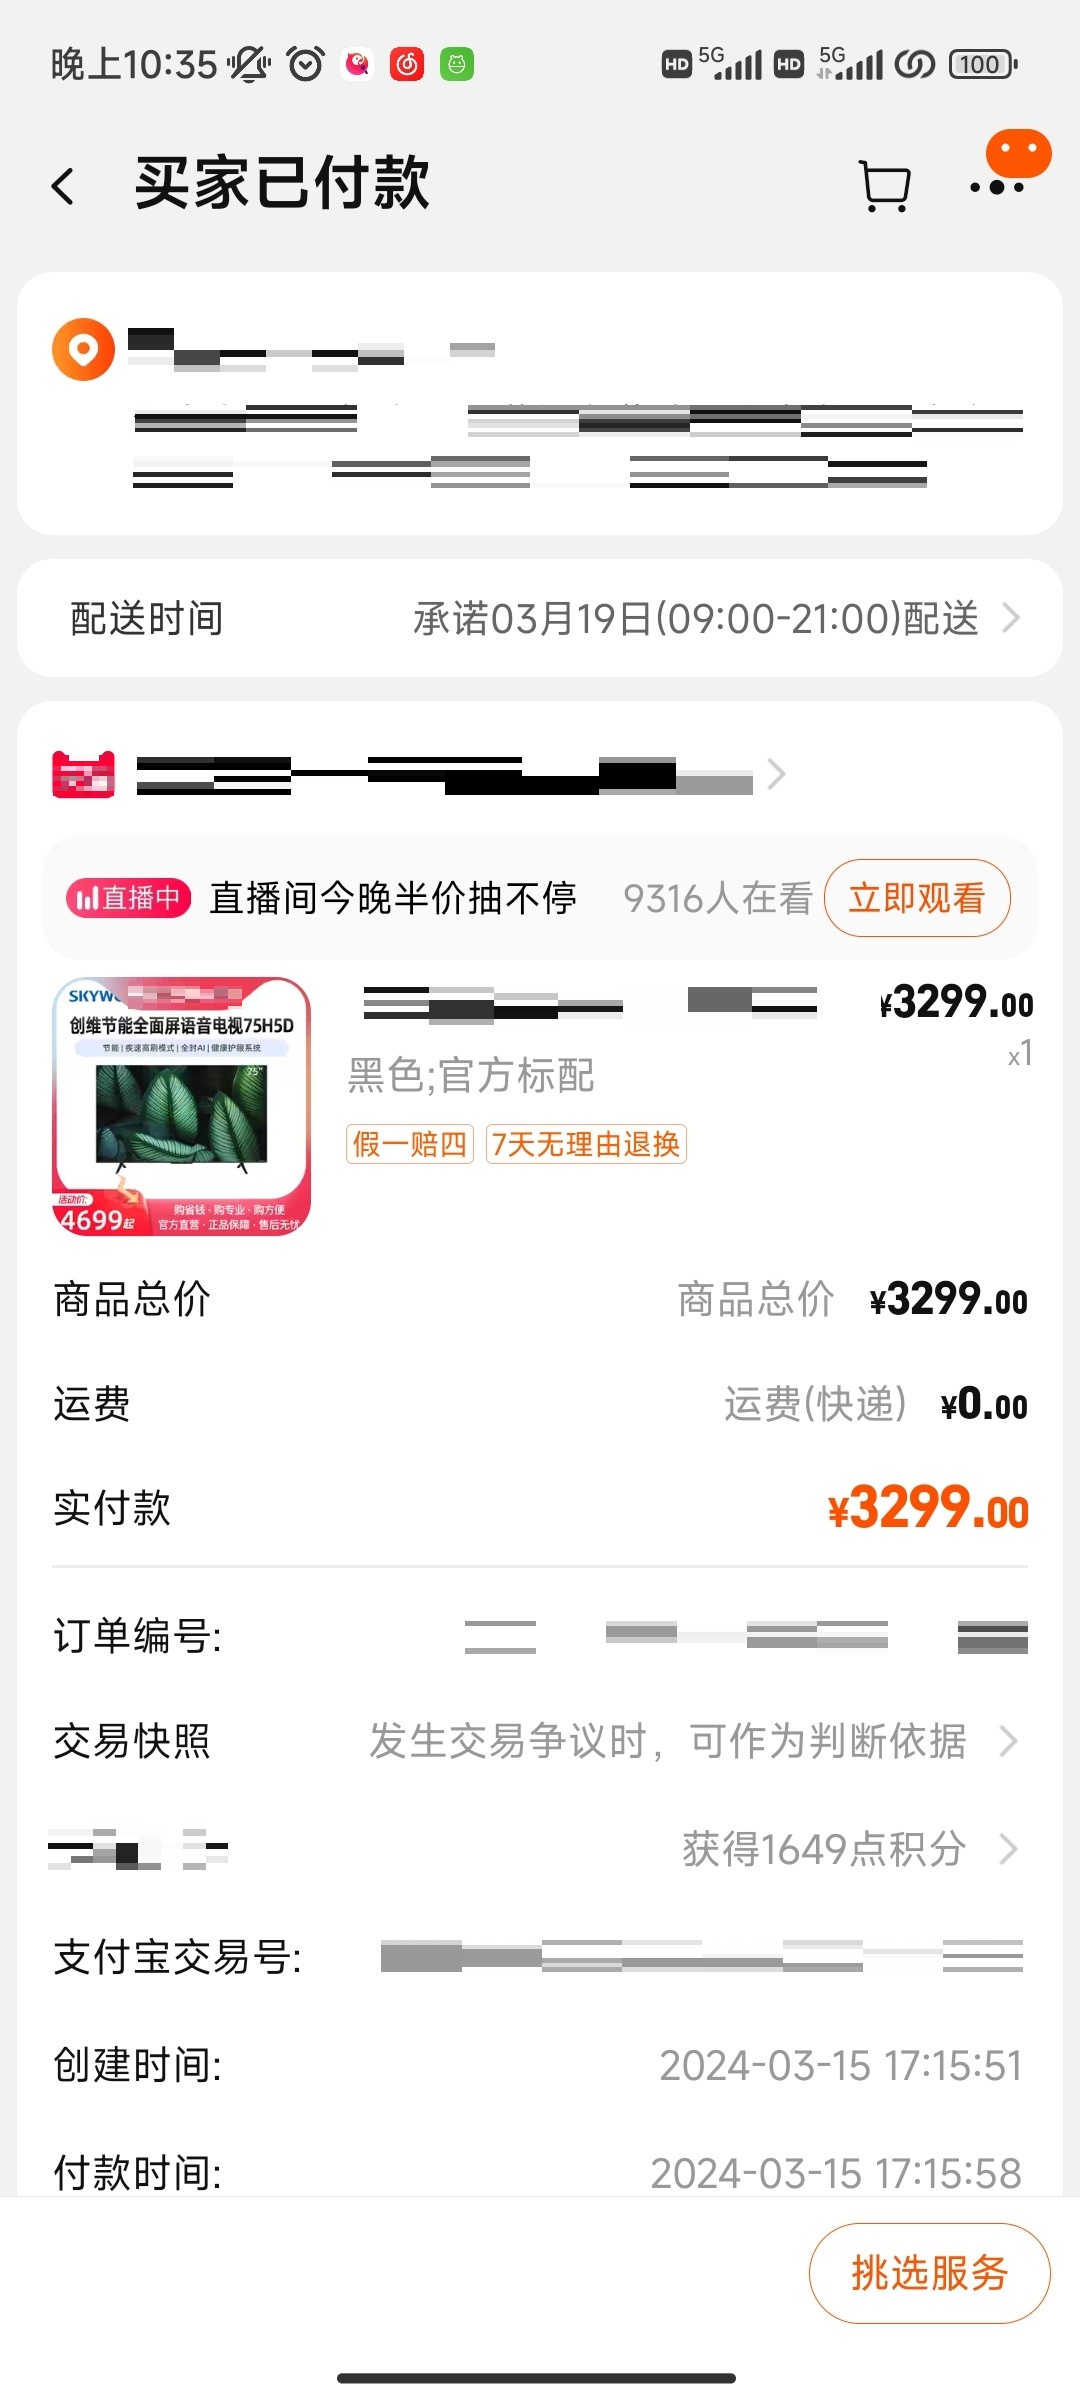 晚上10:35
HD 5G HD 5G 100
买家已付款
配送时间 承诺03月19日(09:00-21:00)配送
直播中 直播间今晚半价抽不停 9316人在看 立即观看
¥3299.00
x1
黑色;官方标配
假一赔四 7天无理由退换
创维节能全面屏语音电视75H5D
节能|疾速高刷模式|全时AI|健康护眼系统
75"
活动价:
4699起
购省钱·购专业·购方便
官方直营·正品保障·售后无忧
商品总价 商品总价 ¥3299.00
运费 运费(快递) ¥0.00
实付款 ¥3299.00
订单编号:
交易快照 发生交易争议时，可作为判断依据
获得1649点积分
支付宝交易号:
创建时间: 2024-03-15 17:15:51
付款时间: 2024-03-15 17:15:58
挑选服务